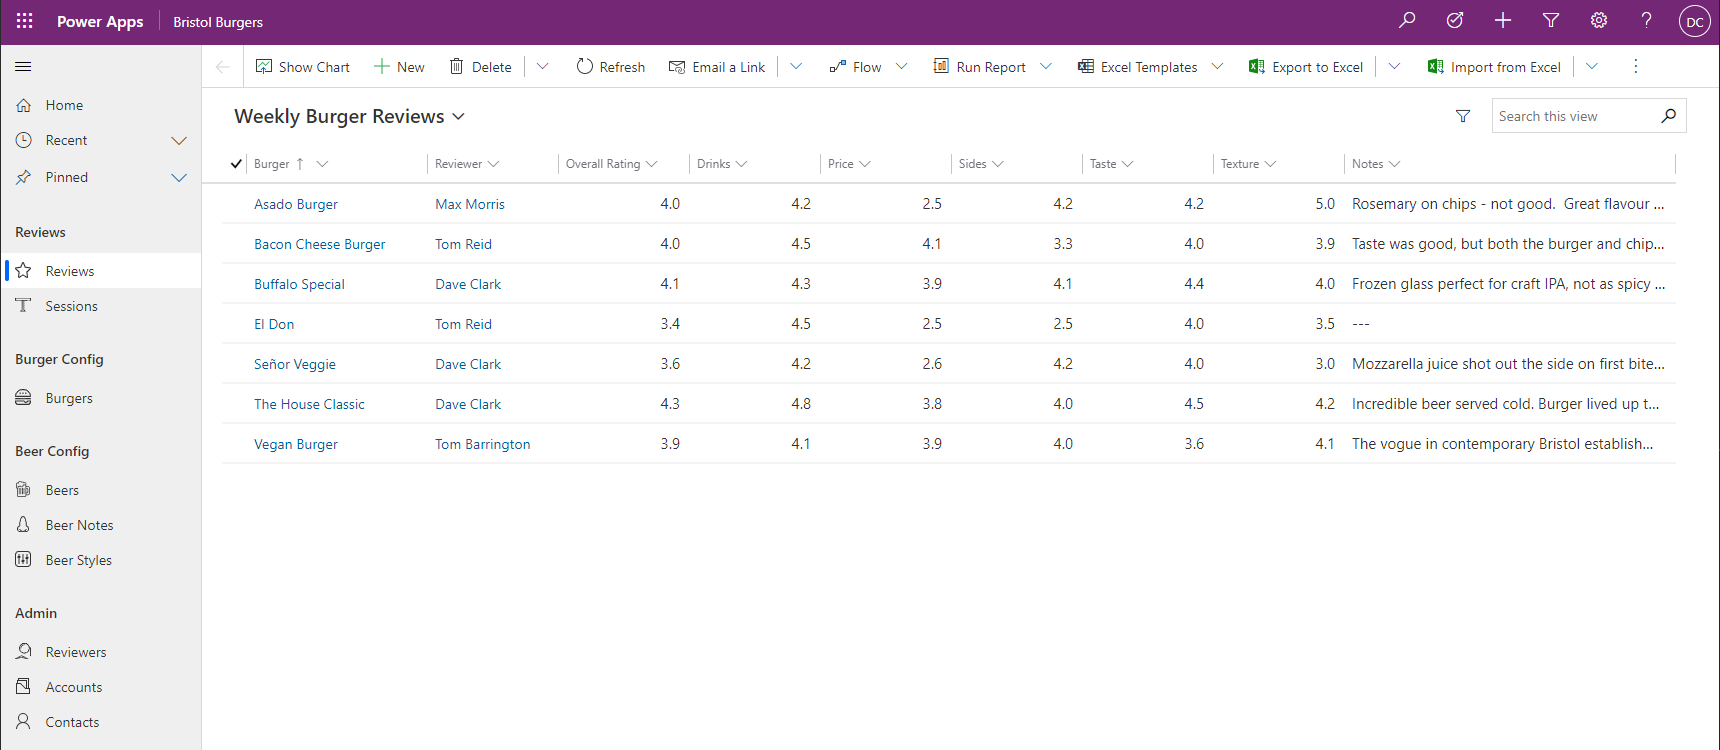 Power Apps Bristol Burgers DC
Show Chart New Delete Refresh Email a Link Flow Run Report Excel Templates Export to Excel Import from Excel
Home
Recent
Pinned
Reviews
Reviews
Sessions
Burger Config
Burgers
Beer Config
Beers
Beer Notes
Beer Styles
Admin
Reviewers
Accounts
Contacts
Weekly Burger Reviews Search this view
Burger Reviewer Overall Rating Drinks Price Sides Taste Texture Notes
Asado Burger Max Morris 4.0 4.2 2.5 4.2 4.2 5.0 Rosemary on chips - not good.  Great flavour ...
Bacon Cheese Burger Tom Reid 4.0 4.5 4.1 3.3 4.0 3.9 Taste was good, but both the burger and chip...
Buffalo Special Dave Clark 4.1 4.3 3.9 4.1 4.4 4.0 Frozen glass perfect for craft IPA, not as spicy ...
El Don Tom Reid 3.4 4.5 2.5 2.5 4.0 3.5 ---
Señor Veggie Dave Clark 3.6 4.2 2.6 4.2 4.0 3.0 Mozzarella juice shot out the side on first bite...
The House Classic Dave Clark 4.3 4.8 3.8 4.0 4.5 4.2 Incredible beer served cold. Burger lived up t...
Vegan Burger Tom Barrington 3.9 4.1 3.9 4.0 3.6 4.1 The vogue in contemporary Bristol establish...